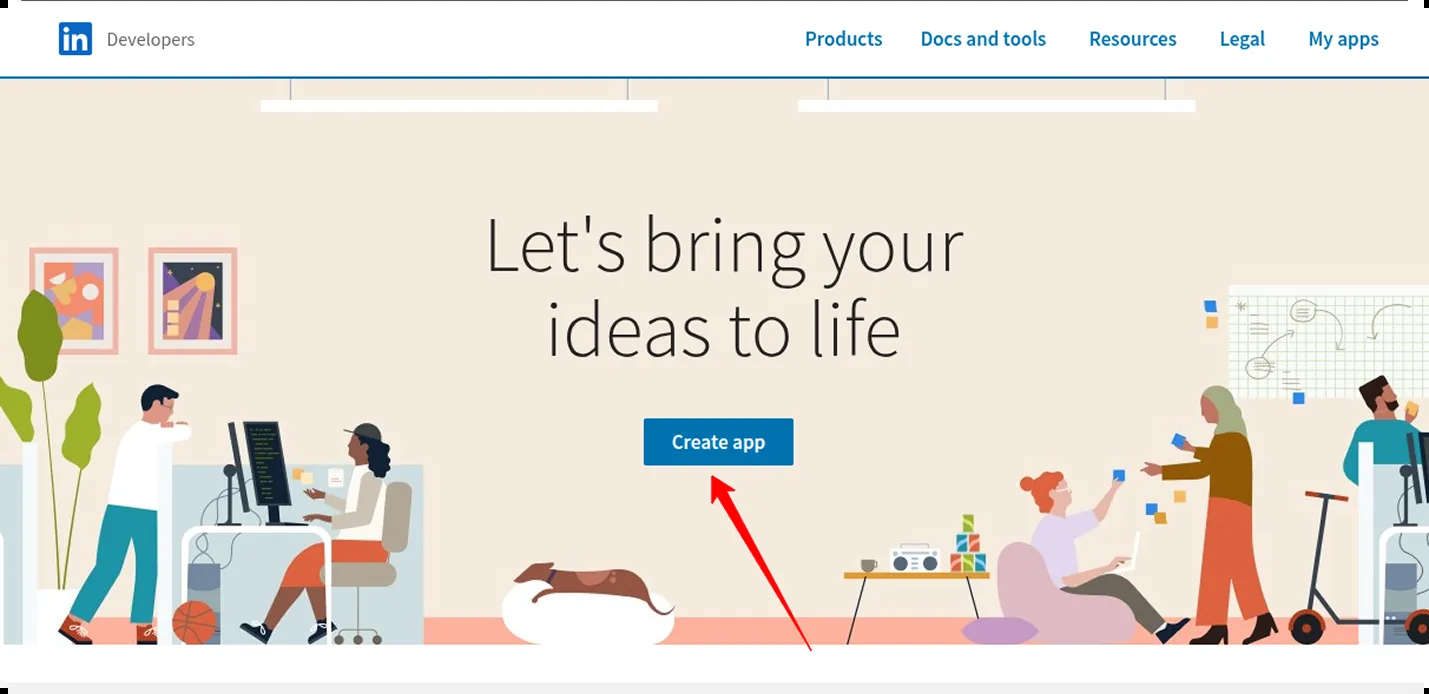 in Developers
Products Docs and tools Resources Legal My apps
Let's bring your
ideas to life
Create app